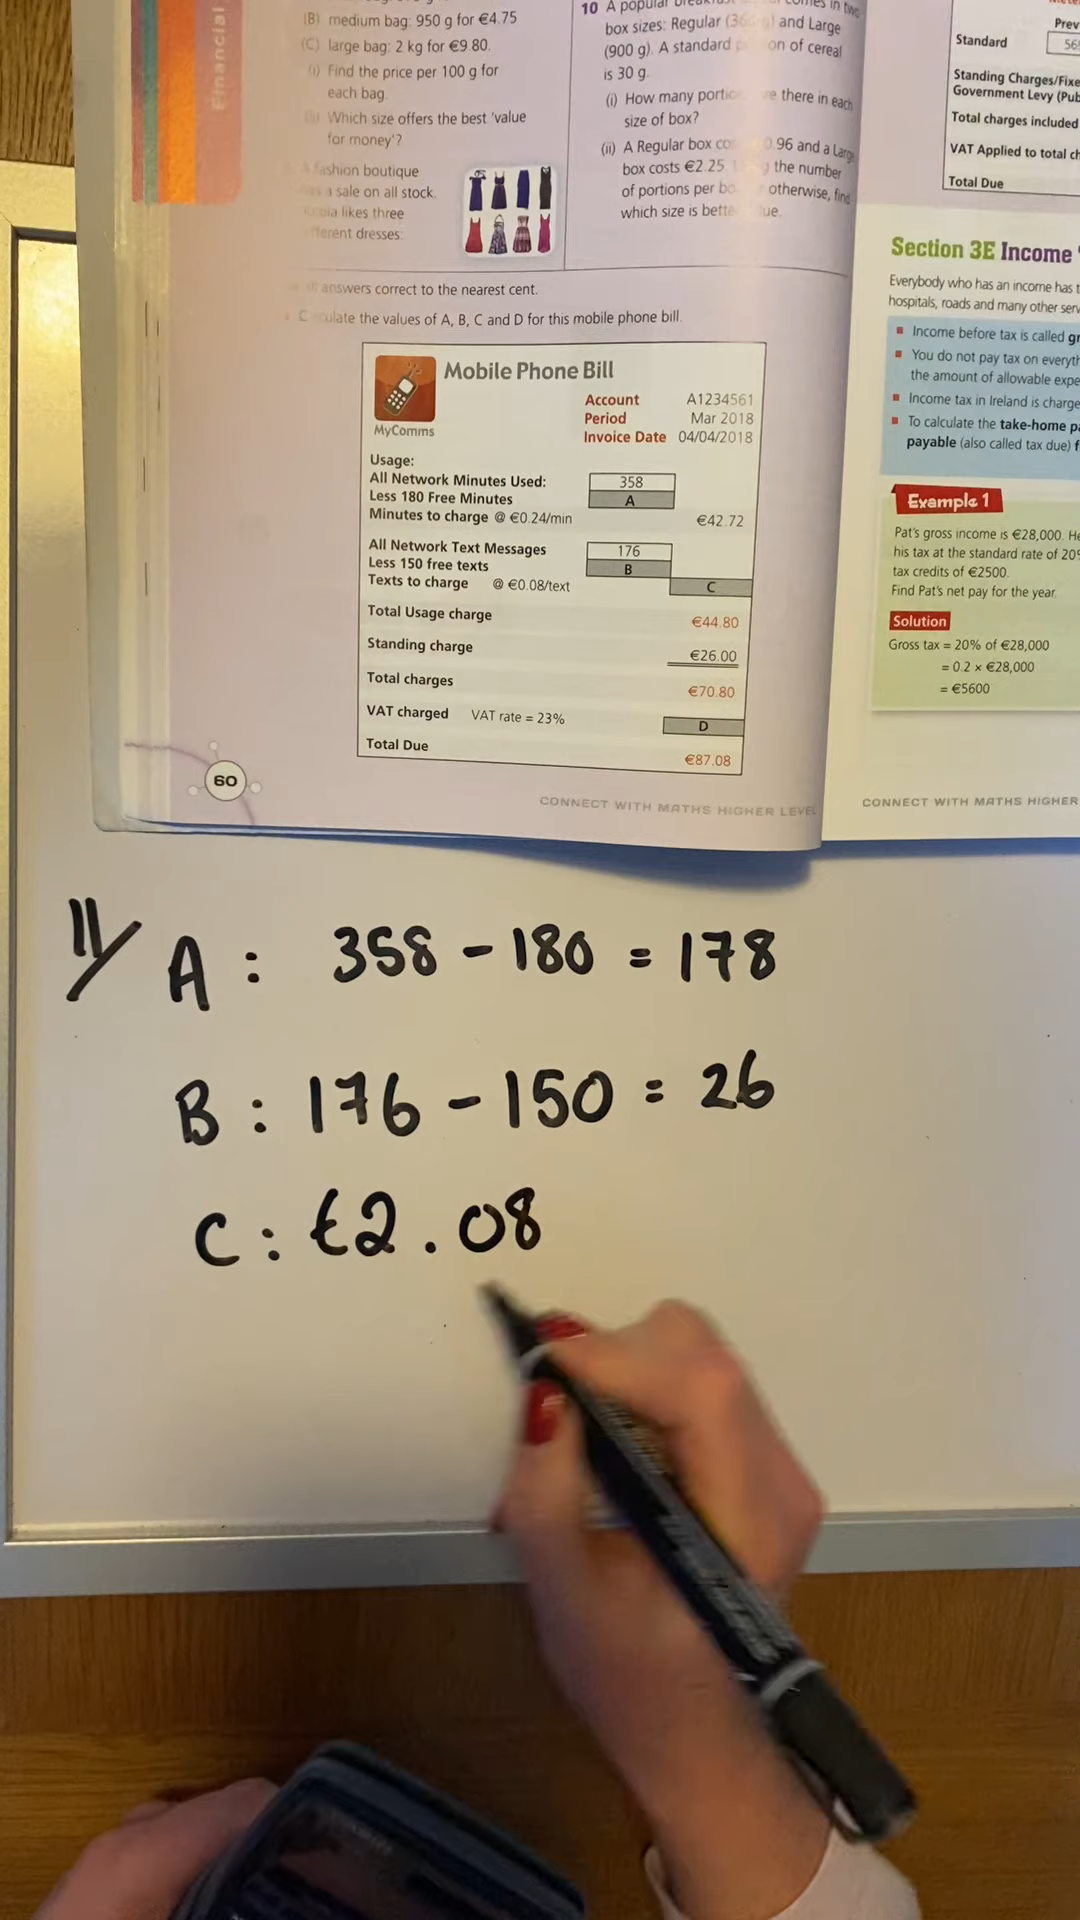 Financial
(B) medium bag: 950 g for €4.75
(C) large bag: 2 kg for €9.80.
(i) Find the price per 100 g for
each bag.
Which size offers the best 'value
for money'?
fashion boutique
a sale on all stock.
likes three
dresses:
10 A popular
box sizes: Regular and Large
(900 g). A standard of cereal
is 30 g.
(i) How many there in each
size of box?
(ii) A Regular box 0.96 and a Large
box costs €2.25. the number
of portions per otherwise, find
which size is
answers correct to the nearest cent.
the values of A, B, C and D for this mobile phone bill.
Mobile Phone Bill
MyComms
Account A1234561
Period Mar 2018
Invoice Date 04/04/2018
Usage:
All Network Minutes Used: 358
Less 180 Free Minutes A
Minutes to charge @ €0.24/min €42.72
All Network Text Messages 176
Less 150 free texts B
Texts to charge @ €0.08/text C
Total Usage charge €44.80
Standing charge €26.00
Total charges €70.80
VAT charged VAT rate = 23% D
Total Due €87.08
60
CONNECT WITH MATHS HIGHER LEVEL
Prev
Standard
Standing Charges/Fixe
Government Levy (Pub
Total charges included
VAT Applied to total ch
Total Due
Section 3E Income
Everybody who has an income has t
hospitals, roads and many other serv
Income before tax is called gr
You do not pay tax on everyth
the amount of allowable expe
Income tax in Ireland is charge
To calculate the take-home pa
payable (also called tax due) f
Example 1
Pat's gross income is €28,000. He
his tax at the standard rate of 20%
tax credits of €2500.
Find Pat's net pay for the year.
Solution
Gross tax = 20% of €28,000
= 0.2 × €28,000
= €5600
CONNECT WITH MATHS HIGHER
11/ A : 358 - 180 = 178
B : 176 - 150 = 26
C : €2.08